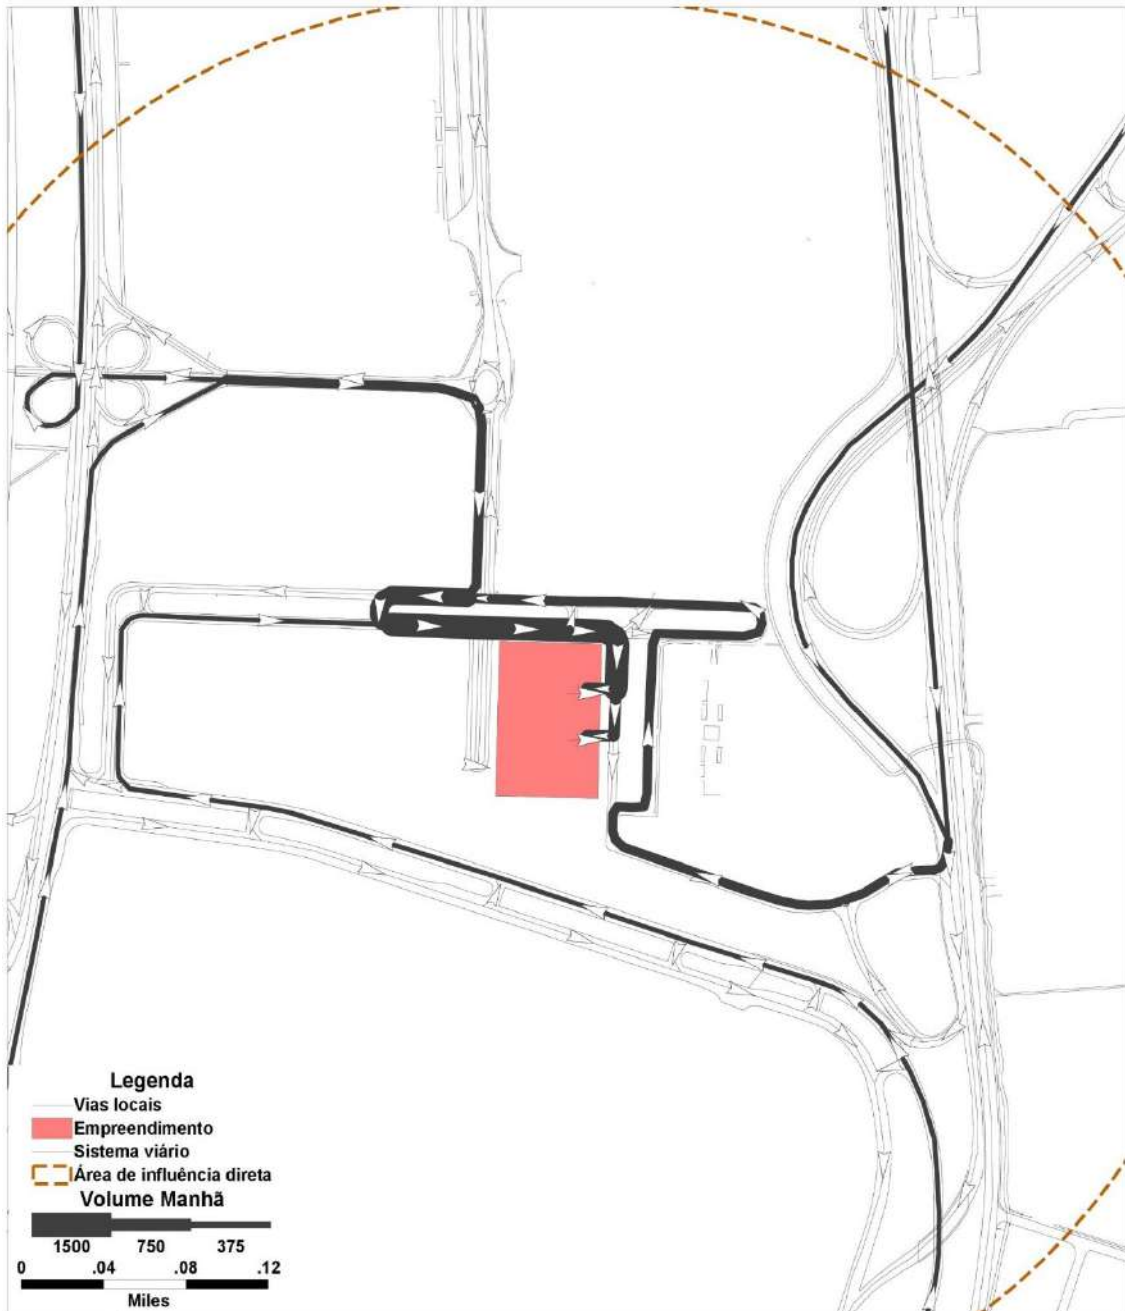 Legenda
Vias locais
Empreendimento
Sistema viário
Área de influência direta
Volume Manhã
1500 750 375
0 .04 .08 .12
Miles